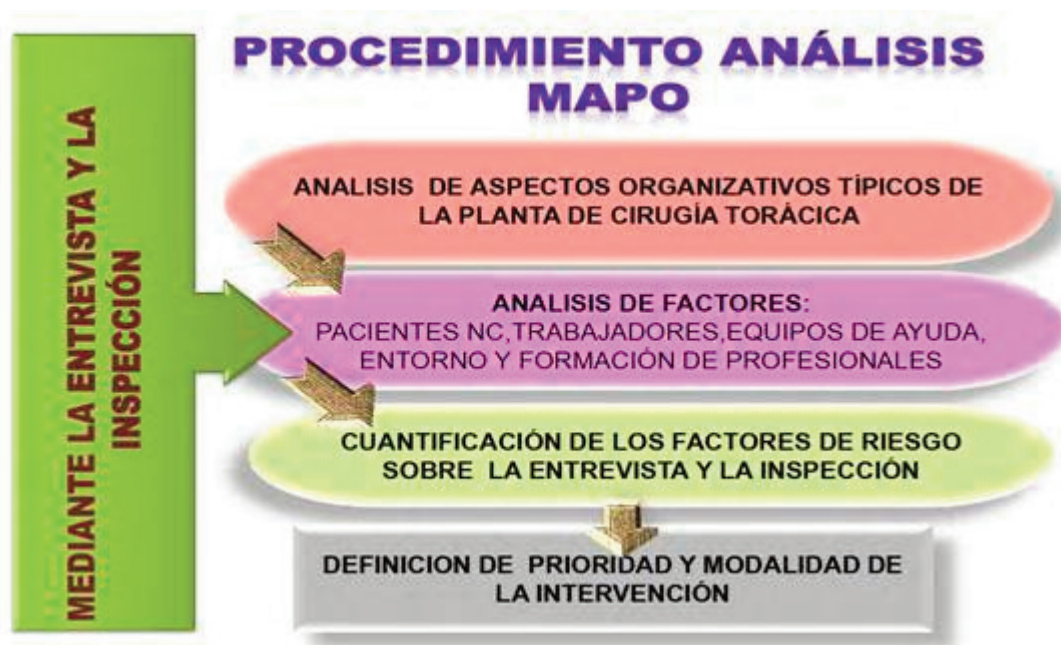 PROCEDIMIENTO ANÁLISIS
MAPO
MEDIANTE LA ENTREVISTA Y LA
INSPECCIÓN
ANALISIS DE ASPECTOS ORGANIZATIVOS TÍPICOS DE
LA PLANTA DE CIRUGÍA TORÁCICA
ANALISIS DE FACTORES:
PACIENTES NC,TRABAJADORES,EQUIPOS DE AYUDA,
ENTORNO Y FORMACIÓN DE PROFESIONALES
CUANTIFICACIÓN DE LOS FACTORES DE RIESGO
SOBRE LA ENTREVISTA Y LA INSPECCIÓN
DEFINICION DE PRIORIDAD Y MODALIDAD DE
LA INTERVENCIÓN